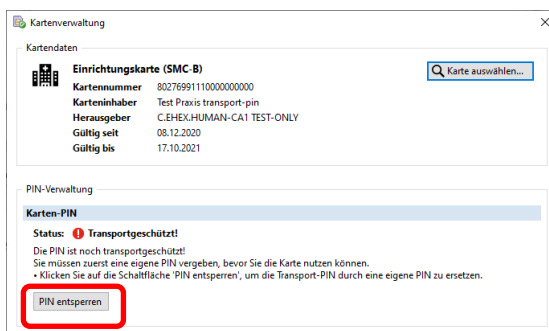 Kartenverwaltung
Kartendaten
Einrichtungskarte (SMC-B)
Karte auswählen...
Kartennummer 80276991110000000000
Karteninhaber Test Praxis transport-pin
Herausgeber C.EHEX.HUMAN-CA1 TEST-ONLY
Gültig seit 08.12.2020
Gültig bis 17.10.2021
PIN-Verwaltung
Karten-PIN
Status: Transportgeschützt!
Die PIN ist noch transportgeschützt!
Sie müssen zuerst eine eigene PIN vergeben, bevor Sie die Karte nutzen können.
• Klicken Sie auf die Schaltfläche 'PIN entsperren', um die Transport-PIN durch eine eigene PIN zu ersetzen.
PIN entsperren